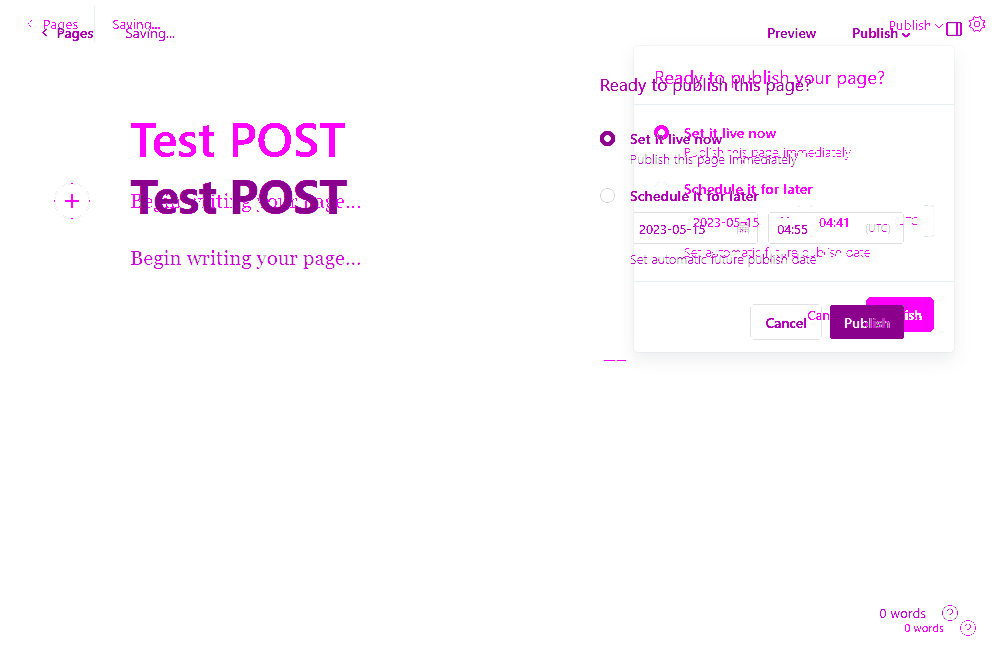 Pages Saving...
Publish
Pages Saving...
Preview Publish
Ready to publish your page?
Ready to publish this page?
Test POST
Set it live now
Set it live now
Publish this page immediately
Publish this page immediately
Test POST
Begin writing your page...
Schedule it for later
Schedule it for later
2023-05-15 04:41 UTC
2023-05-15 04:55 (UTC)
Set automatic future publish date
Set automatic future publish date
Begin writing your page...
Cancel Publish
0 words
0 words